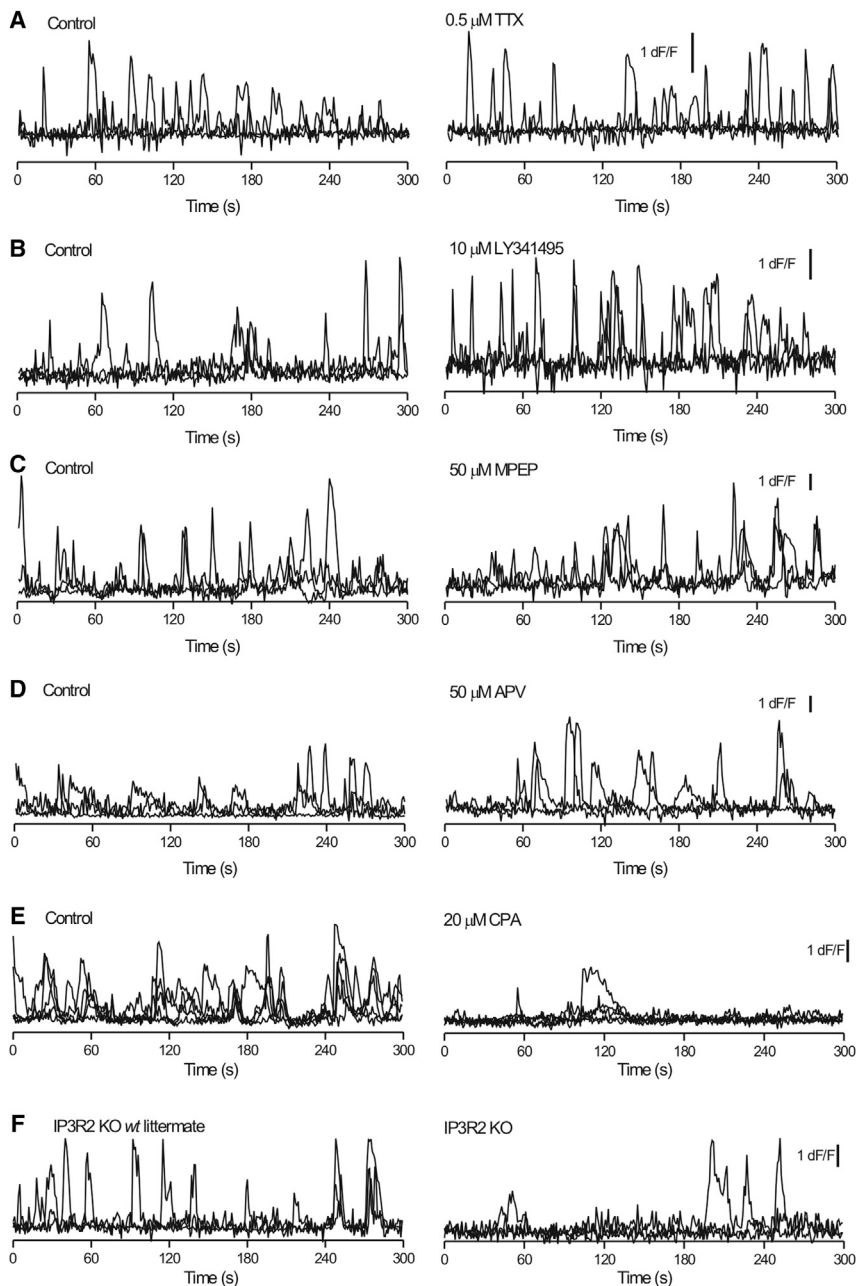 A
Control
0.5 µM TTX
1 dF/F
0 60 120 180 240 300
0 60 120 180 240 300
Time (s)
Time (s)
B
Control
10 µM LY341495
1 dF/F
0 60 120 180 240 300
0 60 120 180 240 300
Time (s)
Time (s)
C
Control
50 µM MPEP
1 dF/F
0 60 120 180 240 300
0 60 120 180 240 300
Time (s)
Time (s)
D
Control
50 µM APV
1 dF/F
0 60 120 180 240 300
0 60 120 180 240 300
Time (s)
Time (s)
E
Control
20 µM CPA
1 dF/F
0 60 120 180 240 300
0 60 120 180 240 300
Time (s)
Time (s)
F
IP3R2 KO wt littermate
IP3R2 KO
1 dF/F
0 60 120 180 240 300
0 60 120 180 240 300
Time (s)
Time (s)